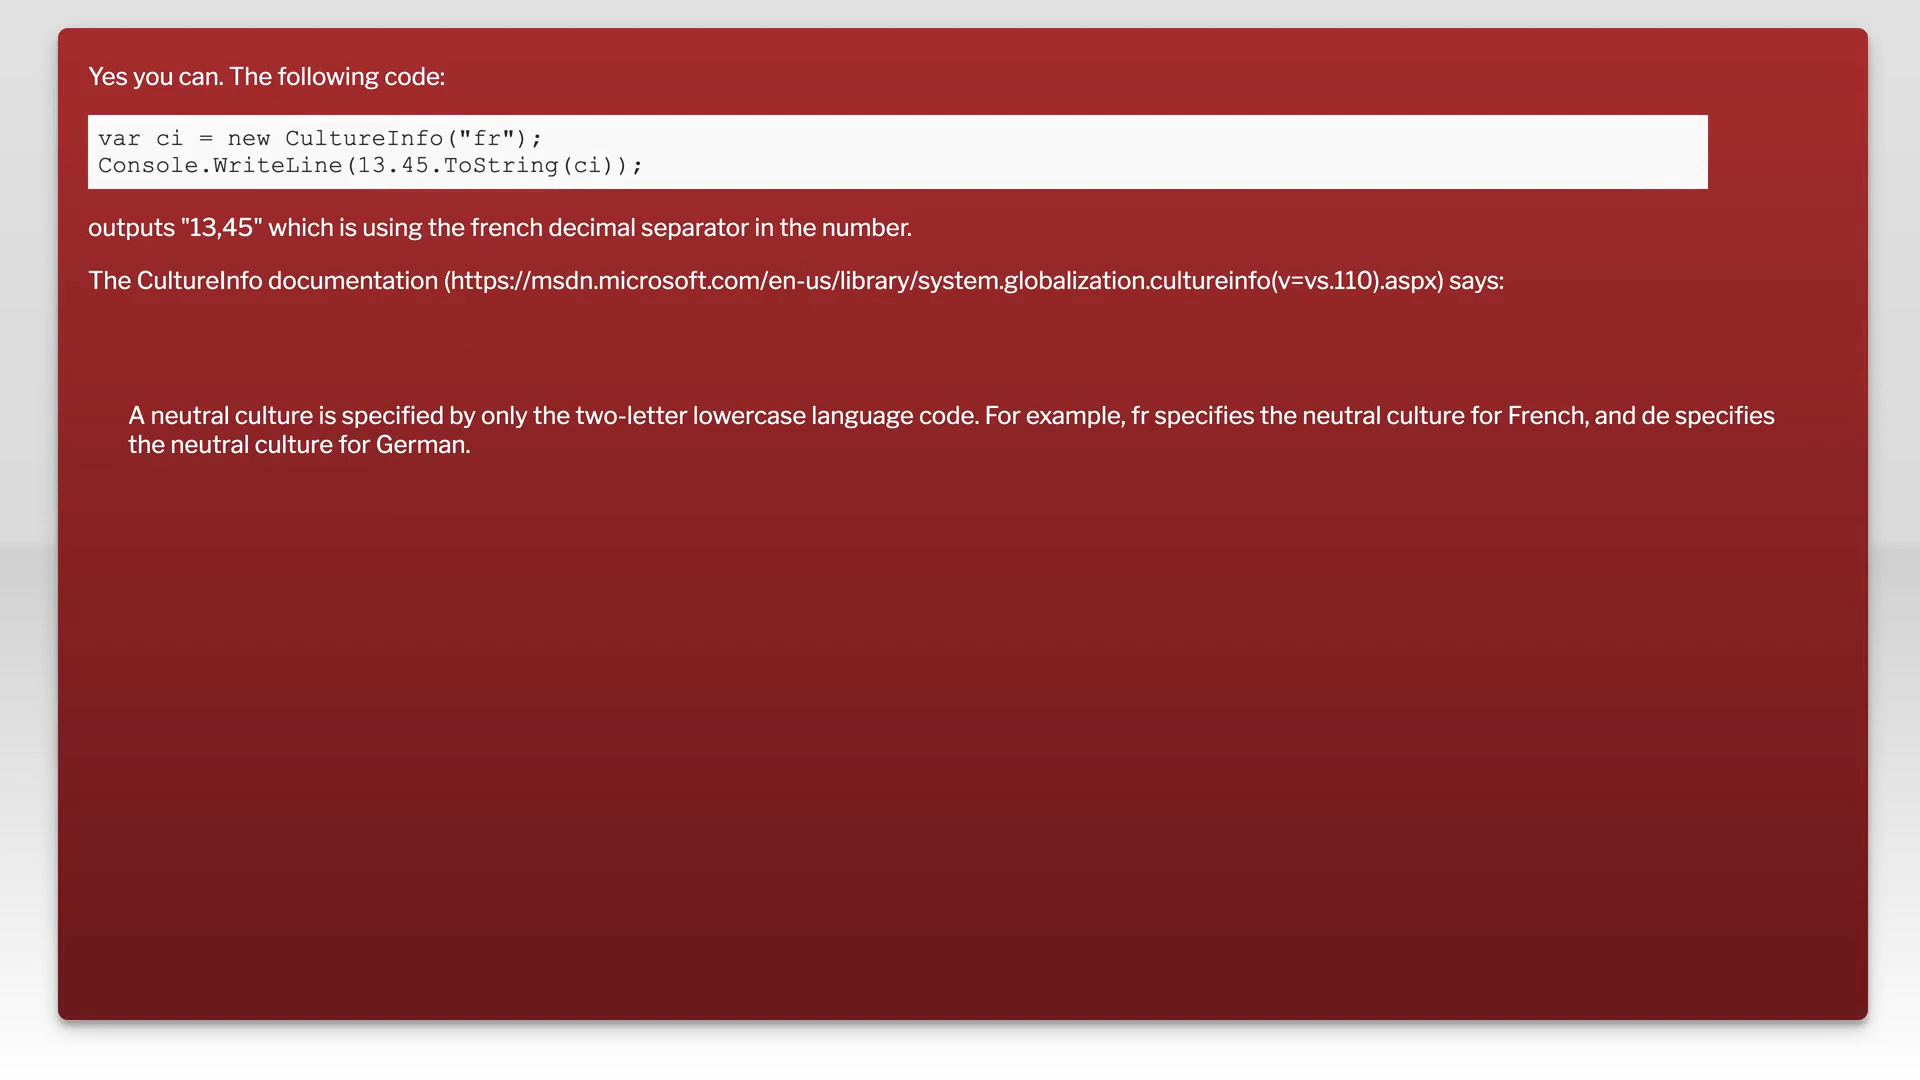 Yes you can. The following code:
var ci = new CultureInfo("fr");
Console.WriteLine(13.45.ToString(ci));
outputs "13,45" which is using the french decimal separator in the number.
The CultureInfo documentation (https://msdn.microsoft.com/en-us/library/system.globalization.cultureinfo(v=vs.110).aspx) says:
A neutral culture is specified by only the two-letter lowercase language code. For example, fr specifies the neutral culture for French, and de specifies
the neutral culture for German.